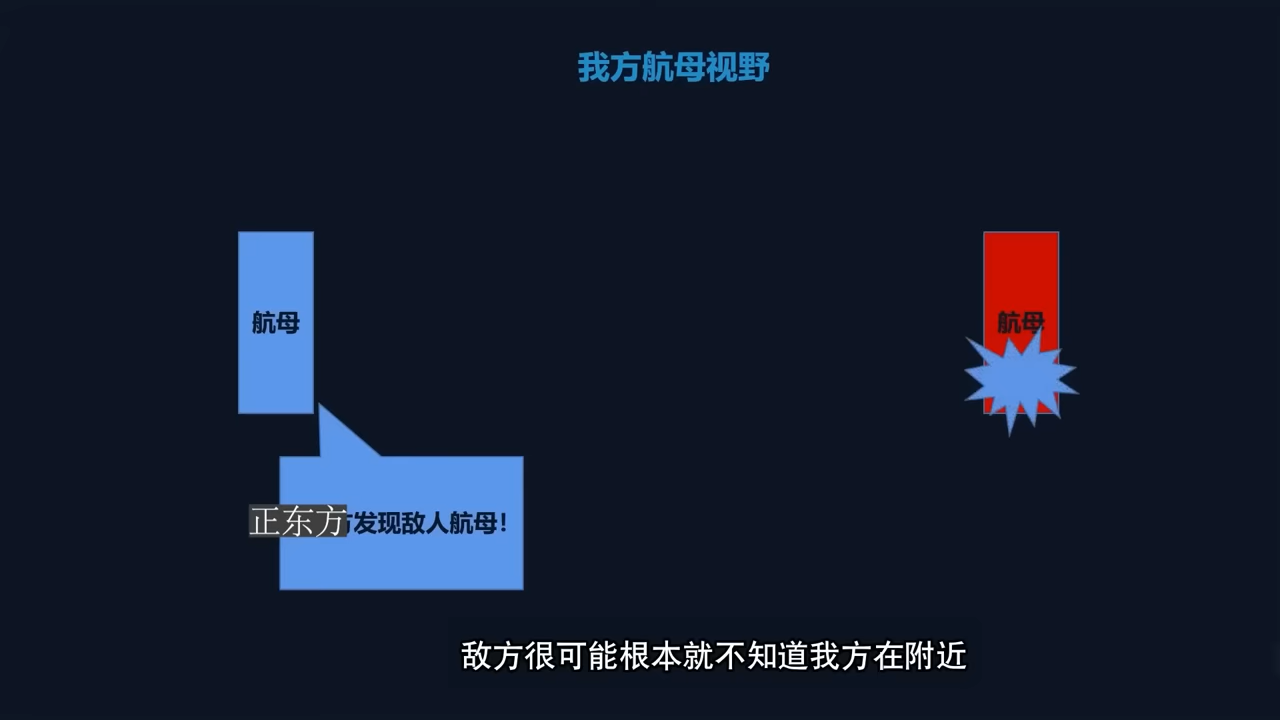 我方航母视野
航母
航母
正东方发现敌人航母！
敌方很可能根本就不知道我方在附近